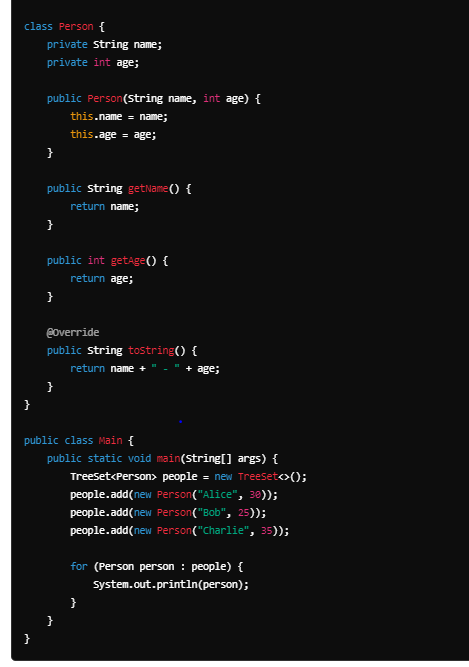 class Person {
    private String name;
    private int age;

    public Person(String name, int age) {
        this.name = name;
        this.age = age;
    }

    public String getName() {
        return name;
    }

    public int getAge() {
        return age;
    }

    @Override
    public String toString() {
        return name + " - " + age;
    }
}

public class Main {
    public static void main(String[] args) {
        TreeSet<Person> people = new TreeSet<>();
        people.add(new Person("Alice", 30));
        people.add(new Person("Bob", 25));
        people.add(new Person("Charlie", 35));

        for (Person person : people) {
            System.out.println(person);
        }
    }
}